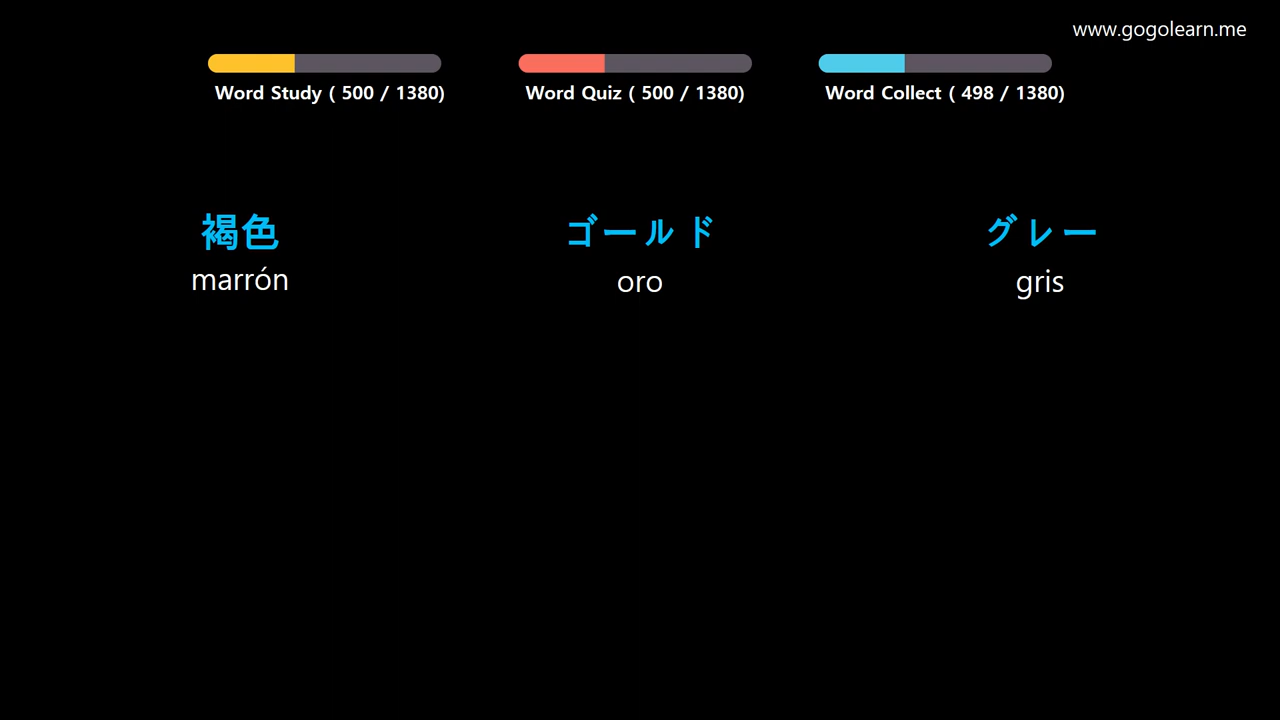 www.gogolearn.me
Word Study ( 500 / 1380)
Word Quiz ( 500 / 1380)
Word Collect ( 498 / 1380)
褐色
marrón
ゴールド
oro
グレー
gris